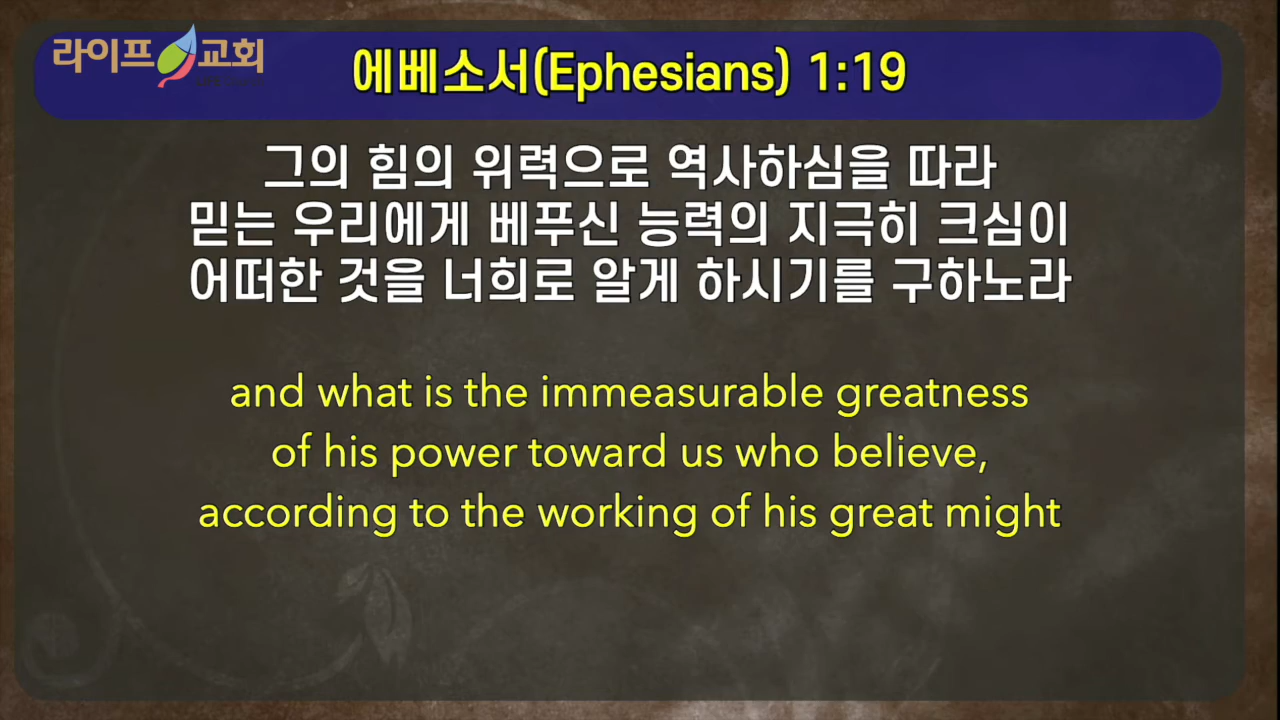 라이프 교회
에베소서(Ephesians) 1:19
그의 힘의 위력으로 역사하심을 따라
믿는 우리에게 베푸신 능력의 지극히 크심이
어떠한 것을 너희로 알게 하시기를 구하노라
and what is the immeasurable greatness
of his power toward us who believe,
according to the working of his great might